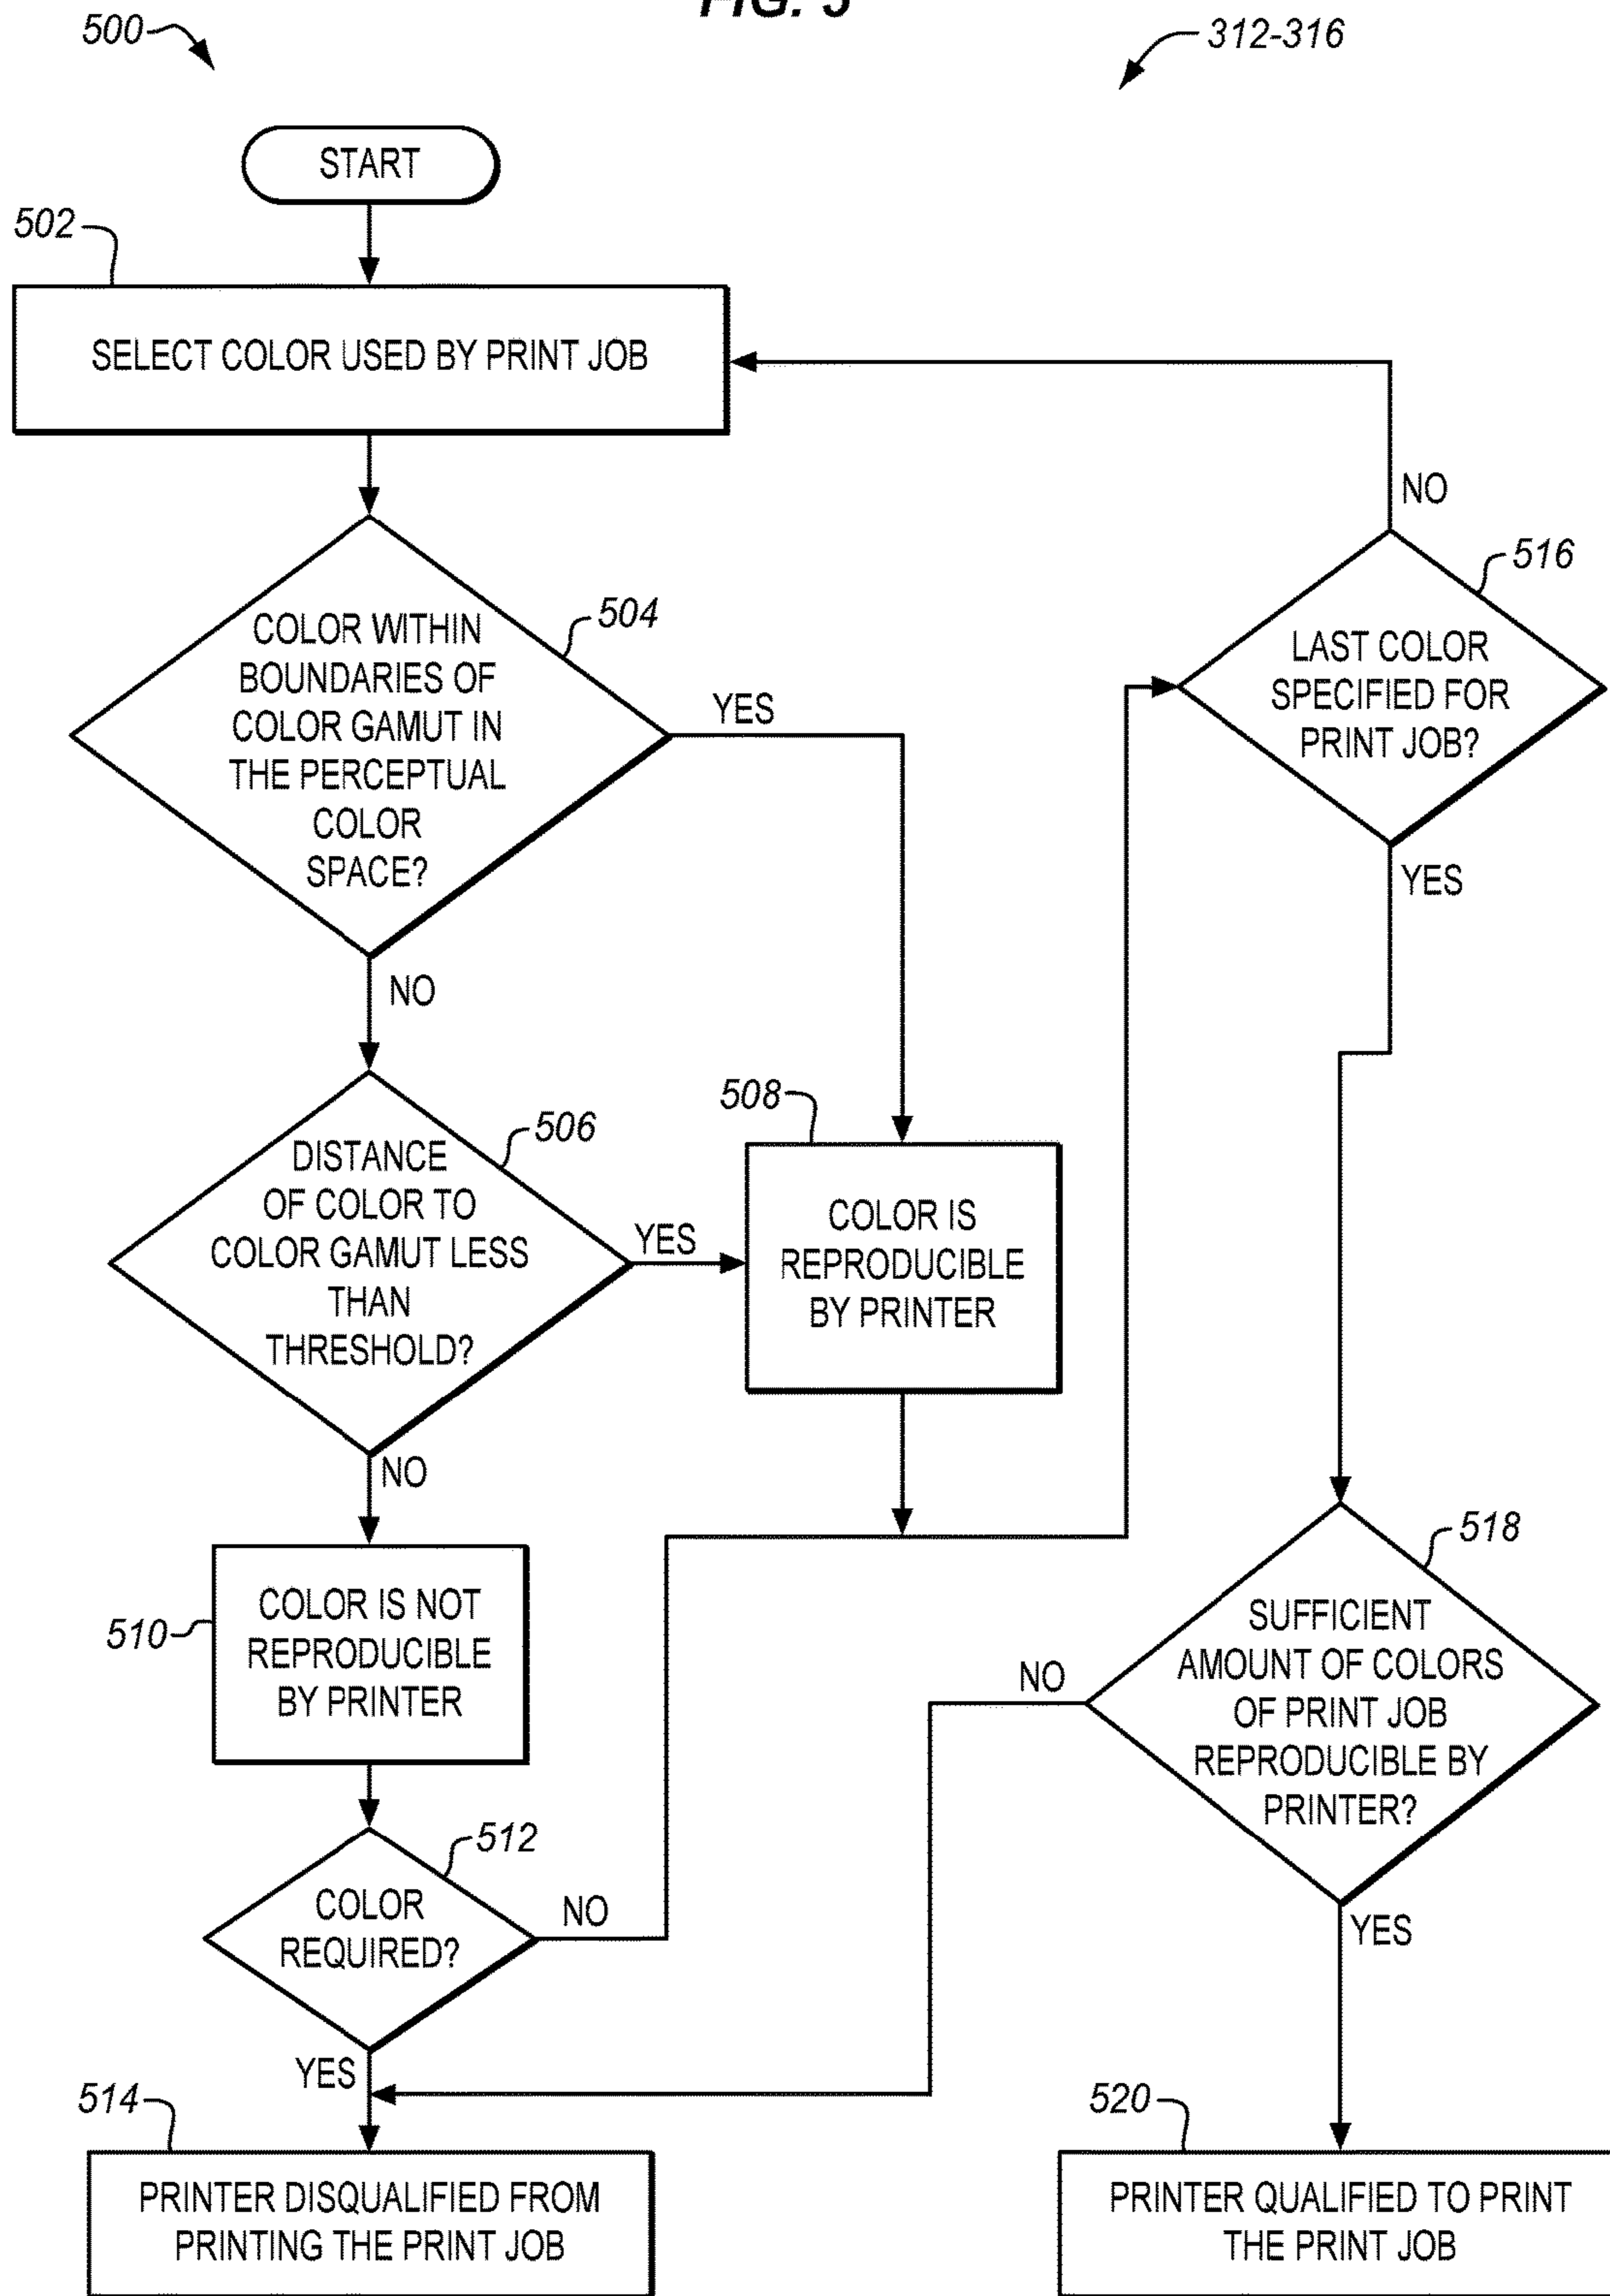 FIG. 5
500
312-316
START
502
SELECT COLOR USED BY PRINT JOB
NO
516
LAST COLOR
SPECIFIED FOR
PRINT JOB?
YES
504
COLOR WITHIN
BOUNDARIES OF
COLOR GAMUT IN
THE PERCEPTUAL
COLOR
SPACE?
YES
NO
506
DISTANCE
OF COLOR TO
COLOR GAMUT LESS
THAN
THRESHOLD?
YES
508
COLOR IS
REPRODUCIBLE
BY PRINTER
NO
510
COLOR IS NOT
REPRODUCIBLE
BY PRINTER
518
SUFFICIENT
AMOUNT OF COLORS
OF PRINT JOB
REPRODUCIBLE BY
PRINTER?
NO
YES
512
COLOR
REQUIRED?
NO
YES
514
PRINTER DISQUALIFIED FROM
PRINTING THE PRINT JOB
520
PRINTER QUALIFIED TO PRINT
THE PRINT JOB